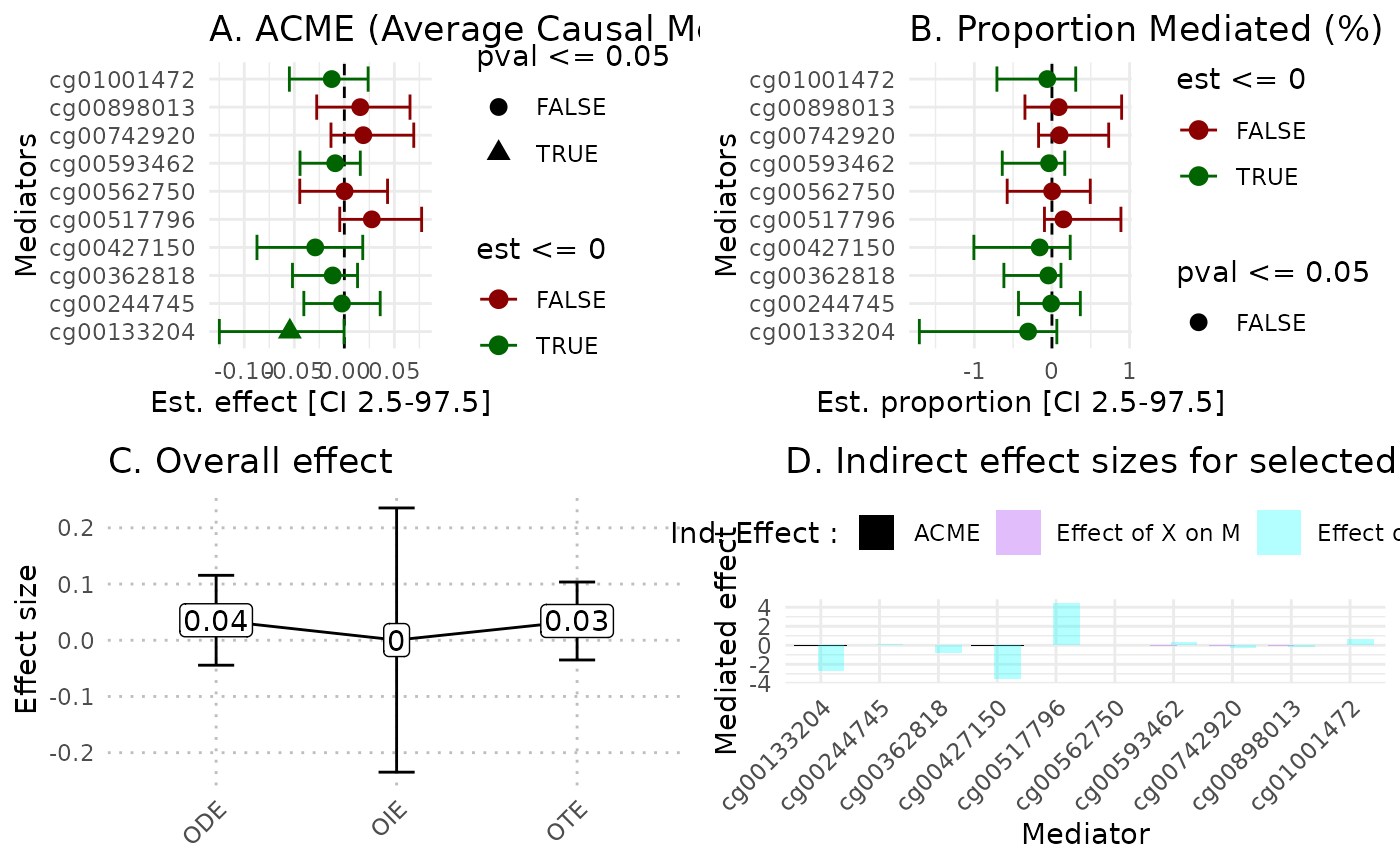 A. ACME (Average Causal
pval <= 0.05
FALSE
TRUE
est <= 0
FALSE
TRUE
Mediators
cg01001472
cg00898013
cg00742920
cg00593462
cg00562750
cg00517796
cg00427150
cg00362818
cg00244745
cg00133204
-0.10 -0.05 0.00 0.05
Est. effect [CI 2.5-97.5]
B. Proportion Mediated (%)
est <= 0
FALSE
TRUE
pval <= 0.05
FALSE
Mediators
cg01001472
cg00898013
cg00742920
cg00593462
cg00562750
cg00517796
cg00427150
cg00362818
cg00244745
cg00133204
-1 0 1
Est. proportion [CI 2.5-97.5]
C. Overall effect
Effect size
0.2
0.1
0.0
-0.1
-0.2
0.04
0
0.03
ODE
OIE
OTE
D. Indirect effect sizes for selected
Ind. Effect : ACME Effect of X on M Effect
Mediated effect
4
2
0
-2
-4
cg00133204
cg00244745
cg00362818
cg00427150
cg00517796
cg00562750
cg00593462
cg00742920
cg00898013
cg01001472
Mediator